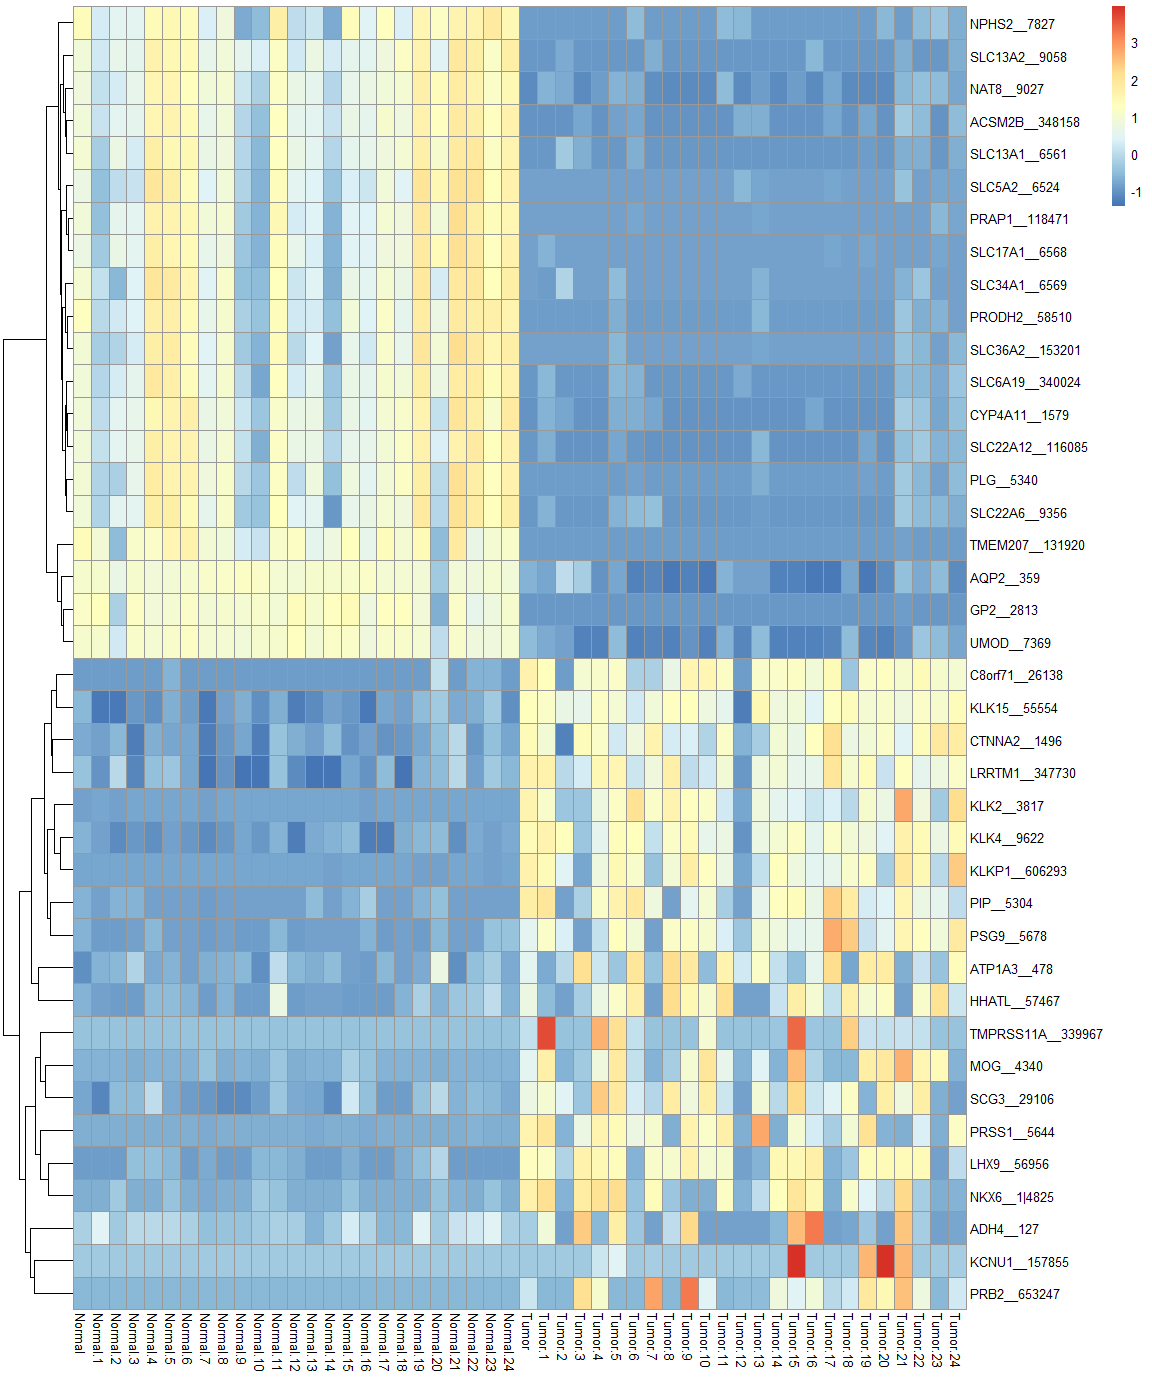 NPHS2__7827
SLC13A2__9058
NAT8__9027
ACSM2B__348158
SLC13A1__6561
SLC5A2__6524
PRAP1__118471
SLC17A1__6568
SLC34A1__6569
PRODH2__58510
SLC36A2__153201
SLC6A19__340024
CYP4A11__1579
SLC22A12__116085
PLG__5340
SLC22A6__9356
TMEM207__131920
AQP2__359
GP2__2813
UMOD__7369
C8orf71__26138
KLK15__55554
CTNNA2__1496
LRRTM1__347730
KLK2__3817
KLK4__9622
KLKP1__606293
PIP__5304
PSG9__5678
ATP1A3__478
HHATL__57467
TMPRSS11A__339967
MOG__4340
SCG3__29106
PRSS1__5644
LHX9__56956
NKX6__1|4825
ADH4__127
KCNU1__157855
PRB2__653247
3
2
1
0
-1
Normal
Normal.1
Normal.2
Normal.3
Normal.4
Normal.5
Normal.6
Normal.7
Normal.8
Normal.9
Normal.10
Normal.11
Normal.12
Normal.13
Normal.14
Normal.15
Normal.16
Normal.17
Normal.18
Normal.19
Normal.20
Normal.21
Normal.22
Normal.23
Normal.24
Tumor
Tumor.1
Tumor.2
Tumor.3
Tumor.4
Tumor.5
Tumor.6
Tumor.7
Tumor.8
Tumor.9
Tumor.10
Tumor.11
Tumor.12
Tumor.13
Tumor.14
Tumor.15
Tumor.16
Tumor.17
Tumor.18
Tumor.19
Tumor.20
Tumor.21
Tumor.22
Tumor.23
Tumor.24